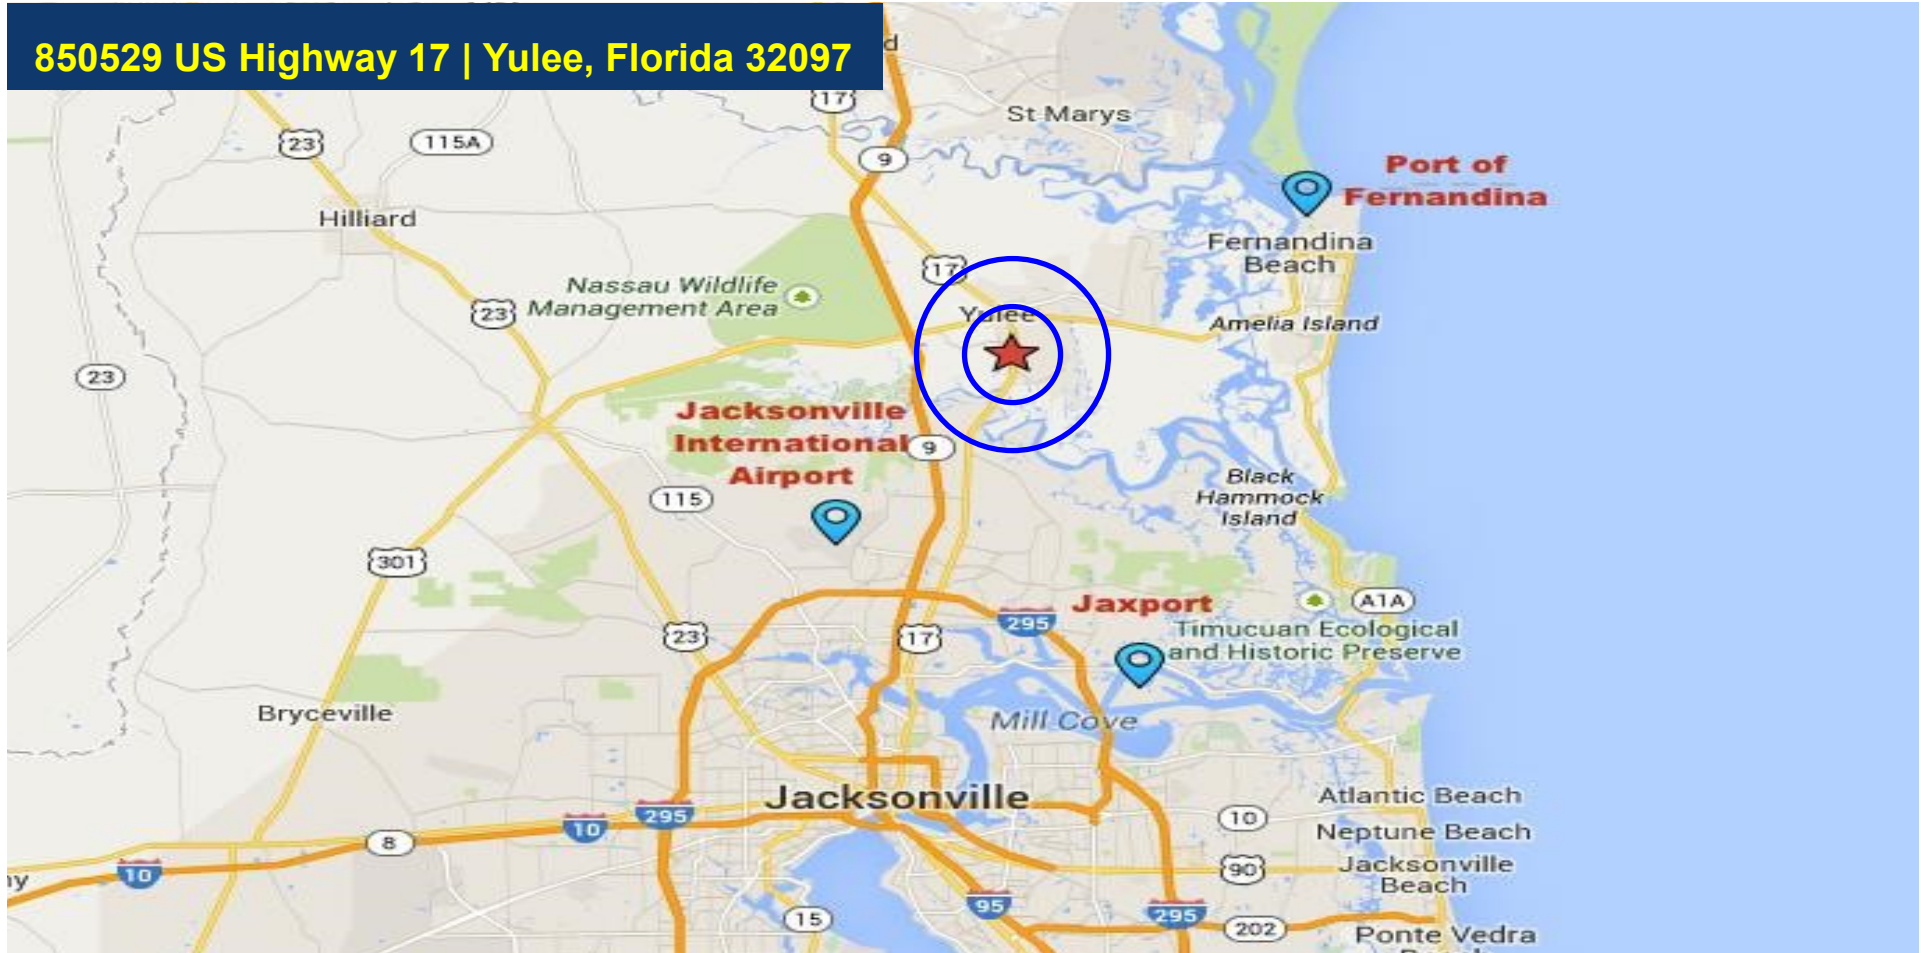 850529 US Highway 17 | Yulee, Florida 32097
d
17
St Marys
23
115A
9
Port of
Fernandina
Hilliard
Fernandina
Beach
17
Nassau Wildlife
Management Area
23
Yulee
Amelia Island
23
Jacksonville
International
Airport
9
115
Black
Hammock
Island
301
Jaxport
A1A
295
23
17
Timucuan Ecological
and Historic Preserve
Bryceville
Mill Cove
Jacksonville
Atlantic Beach
295
10
10
Neptune Beach
8
90
Jacksonville
Beach
10
ny
95
295
15
202
Ponte Vedra